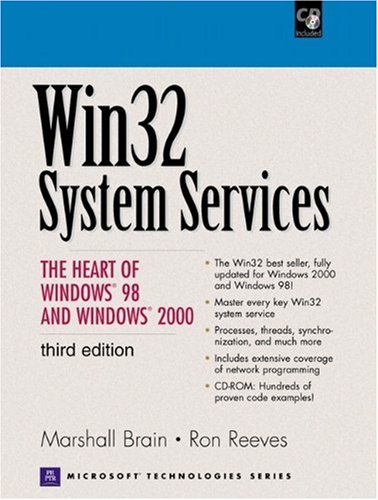 CD
Included
Win32
System Services
THE HEART OF
WINDOWS® 98
AND WINDOWS® 2000
third edition
• The Win32 best seller, fully
updated for Windows 2000
and Windows 98!
• Master every key Win32
system service
• Processes, threads, synchro-
nization, and much more
• Includes extensive coverage
of network programming
• CD-ROM: Hundreds of
proven code examples!
Marshall Brain • Ron Reeves
PH
PTR
MICROSOFT TECHNOLOGIES SERIES